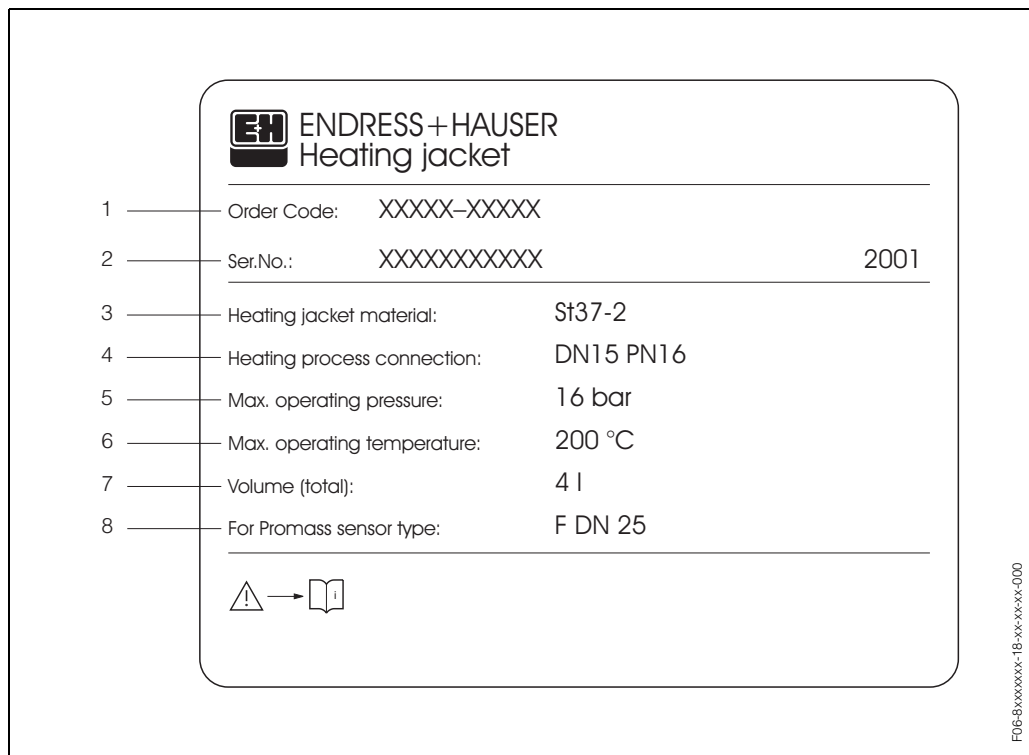 E+H ENDRESS+HAUSER
Heating jacket
1 Order Code: XXXXX–XXXXX
2 Ser.No.: XXXXXXXXXXX 2001
3 Heating jacket material: St37-2
4 Heating process connection: DN15 PN16
5 Max. operating pressure: 16 bar
6 Max. operating temperature: 200 °C
7 Volume (total): 4 l
8 For Promass sensor type: F DN 25
i
F06-8xxxxxxx-18-xx-xx-xx-000